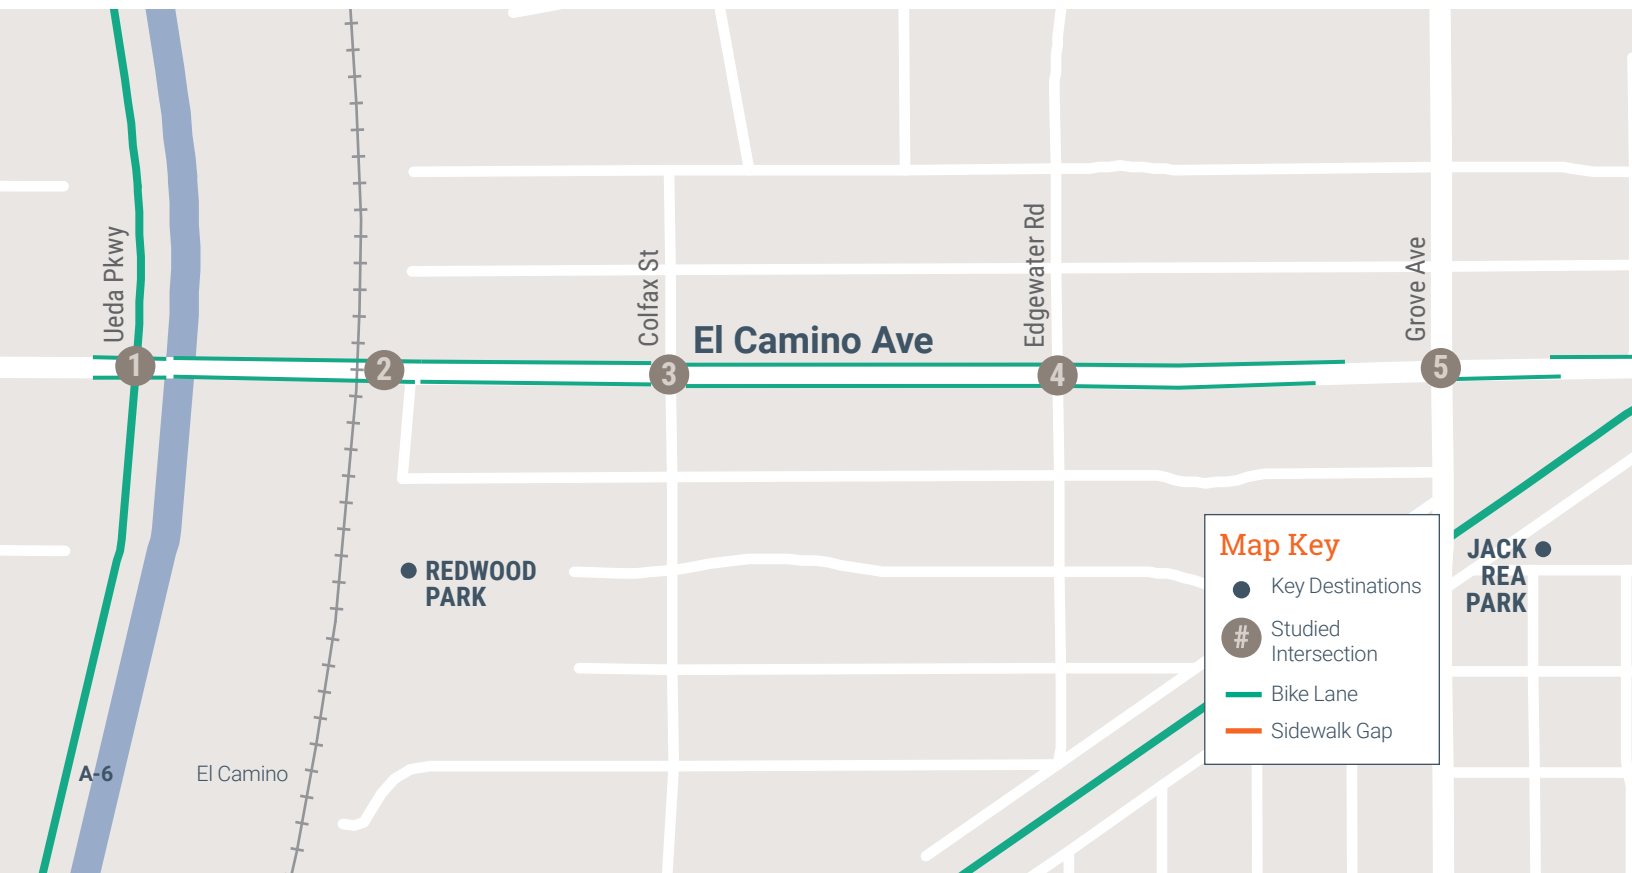 Ueda Pkwy
Colfax St
Edgewater Rd
Grove Ave
El Camino Ave
1
2
3
4
5
REDWOOD
PARK
JACK
REA
PARK
Map Key
Key Destinations
#
Studied
Intersection
Bike Lane
Sidewalk Gap
A-6
El Camino